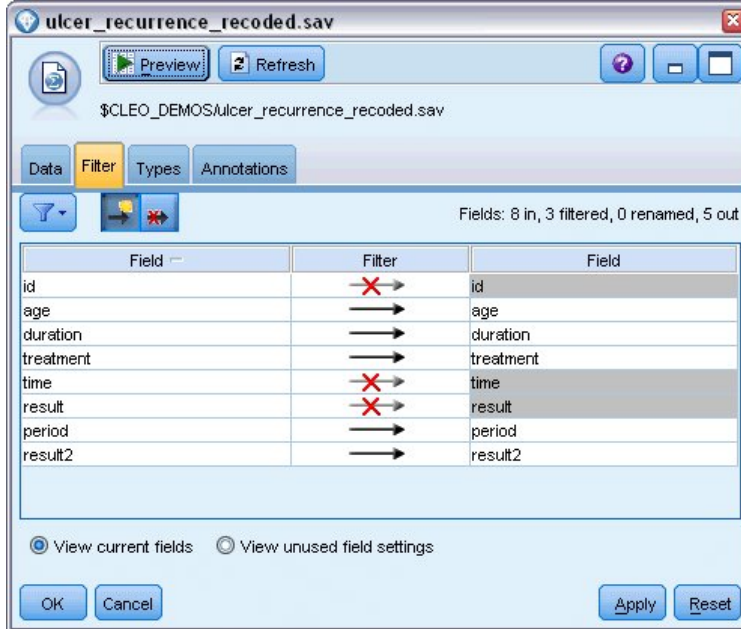 ulcer_recurrence_recoded.sav
Preview Refresh
$CLEO_DEMOS/ulcer_recurrence_recoded.sav
Data Filter Types Annotations
Fields: 8 in, 3 filtered, 0 renamed, 5 out
Field Filter Field
id id
age age
duration duration
treatment treatment
time time
result result
period period
result2 result2
View current fields View unused field settings
OK Cancel Apply Reset